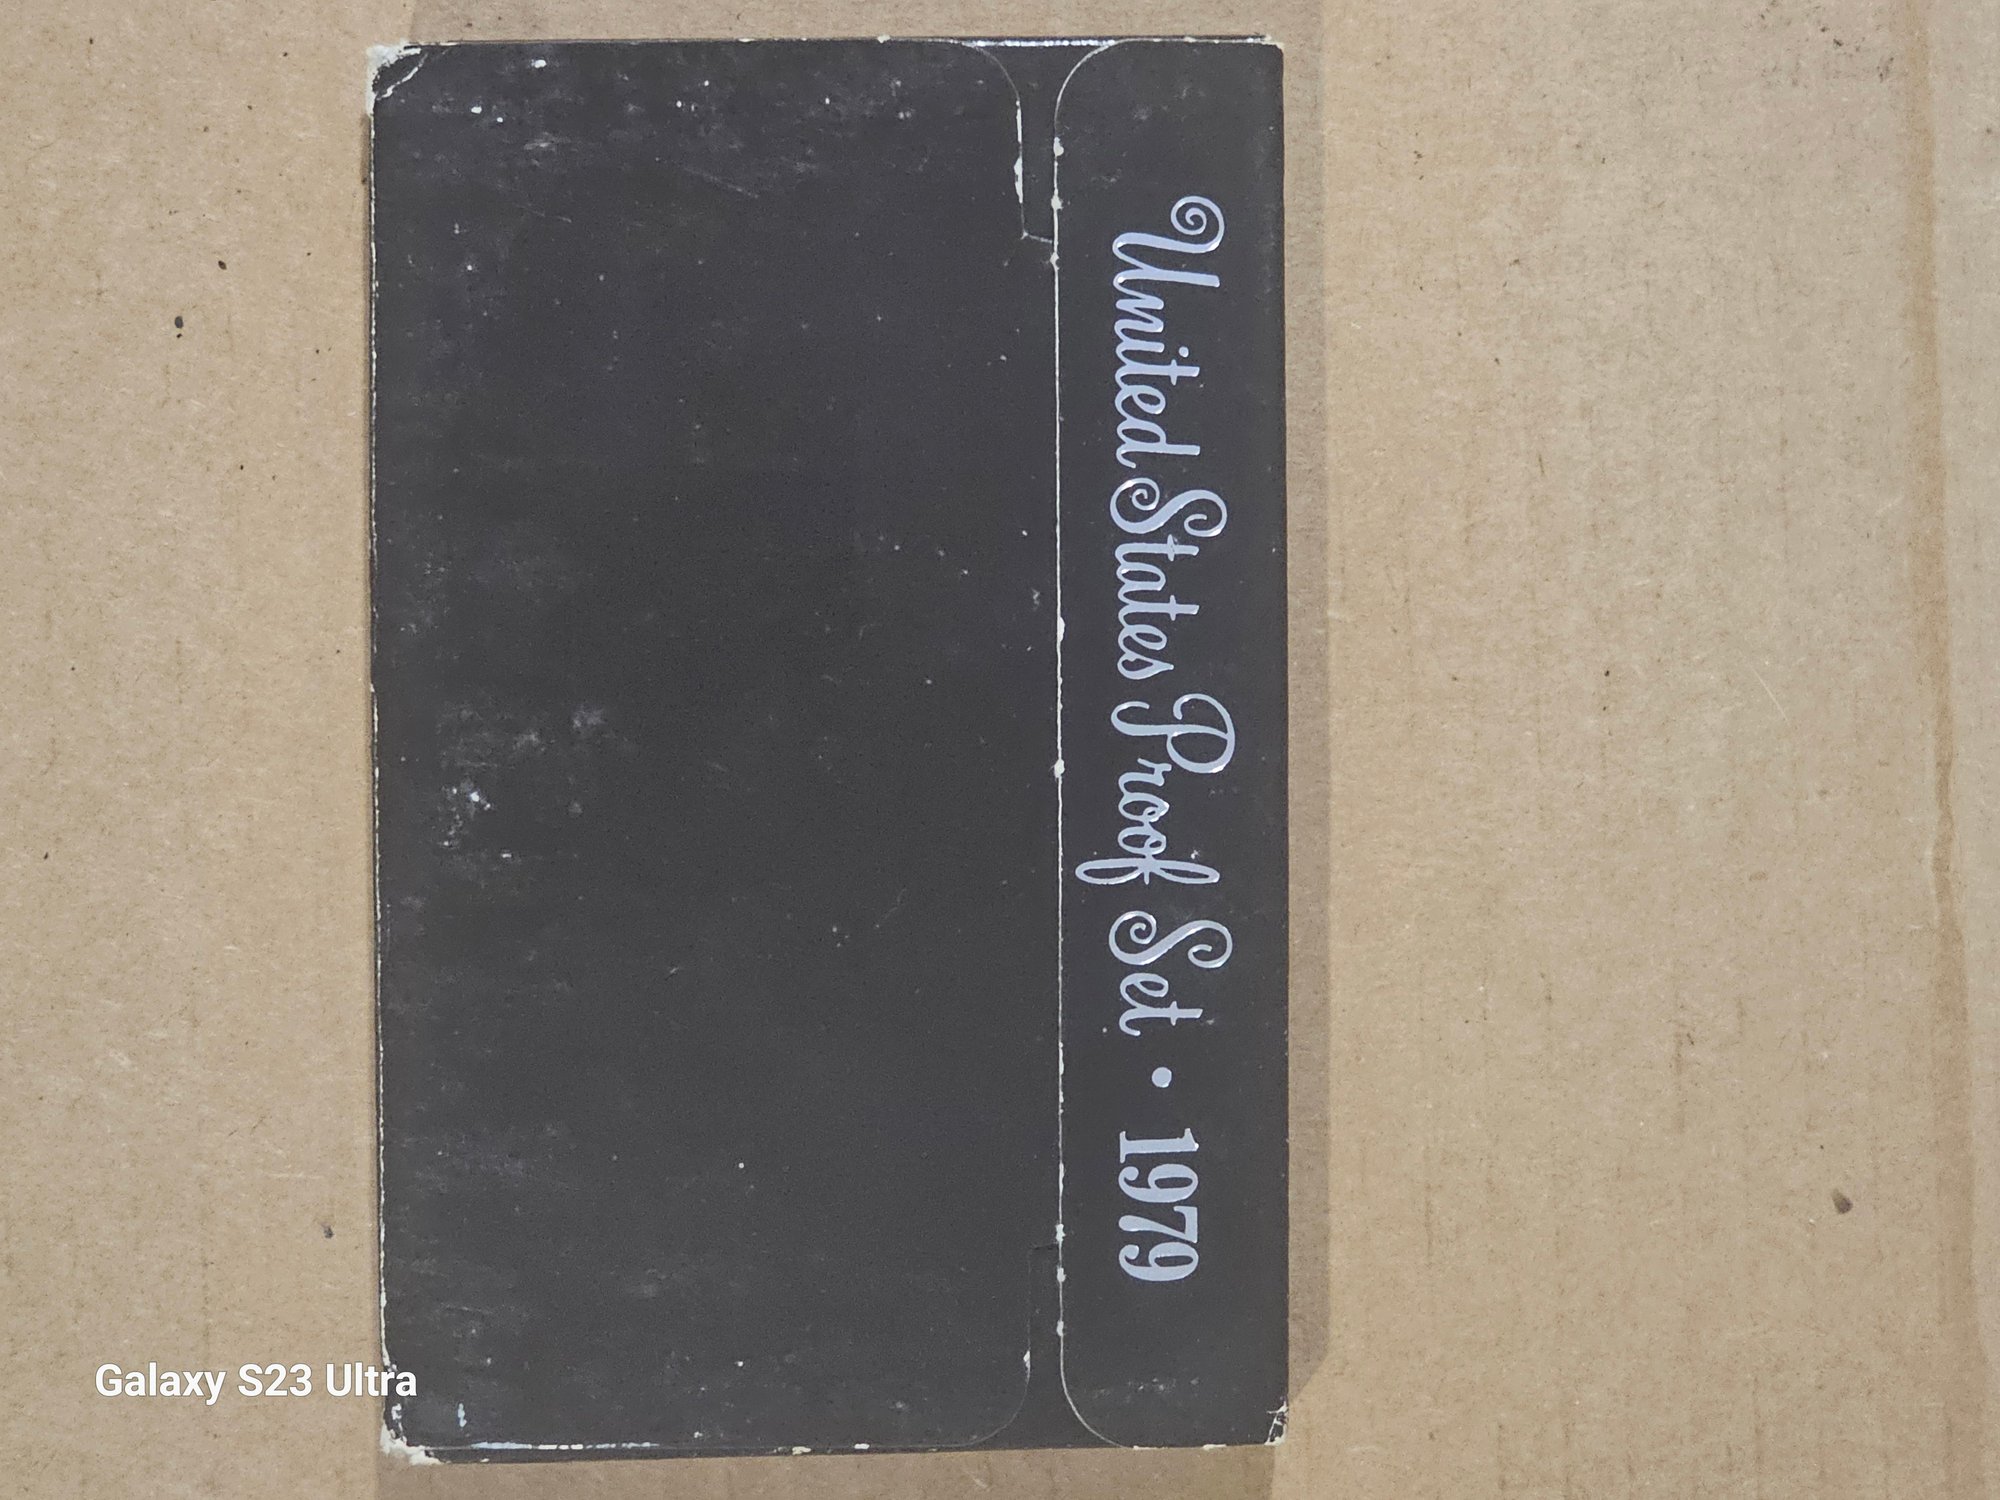 United States Proof Set • 1979
Galaxy S23 Ultra